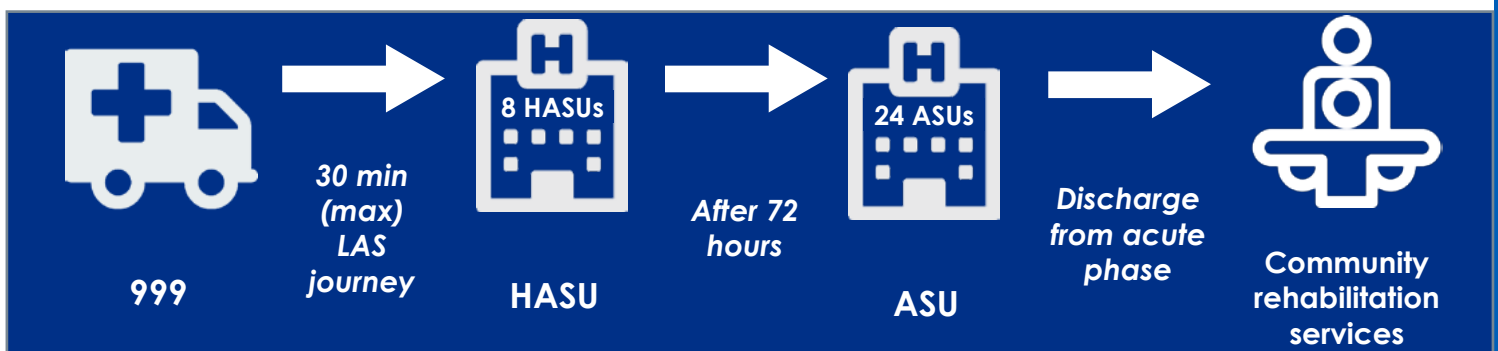 999
30 min
(max)
LAS
journey
H
8 HASUs
HASU
After 72
hours
H
24 ASUs
ASU
Discharge
from acute
phase
Community
rehabilitation
services